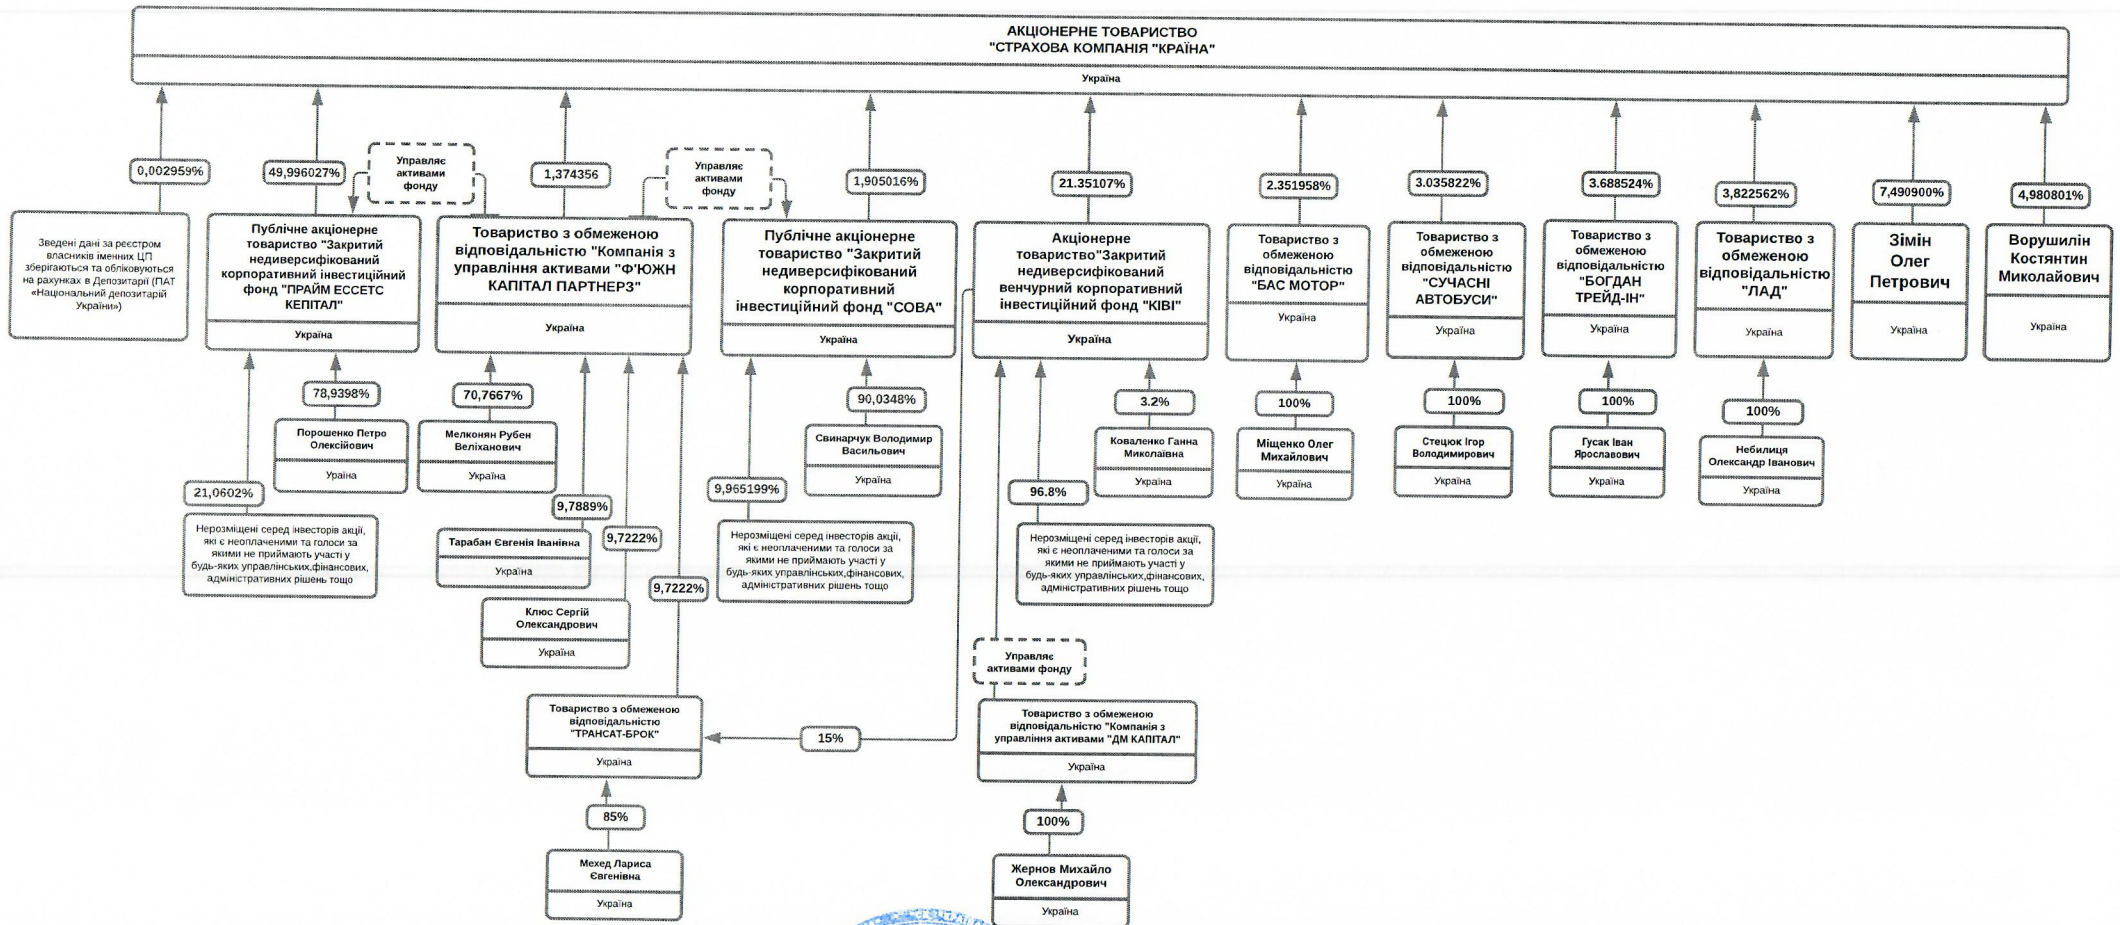 АКЦІОНЕРНЕ ТОВАРИСТВО
"СТРАХОВА КОМПАНІЯ "КРАЇНА"
Україна
0,002959%
49,996027%
Управляє
активами
фонду
1,374356
Управляє
активами
фонду
1,905016%
21.35107%
2.351958%
3.035822%
3.688524%
3,822562%
7,490900%
4,980801%
Зведені дані за реєстром
власників іменних ЦП
зберігаються та обліковуються
на рахунках в Депозитарії (ПАТ
«Національний депозитарій
України»)
Публічне акціонерне
товариство "Закритий
недиверсифікований
корпоративний інвестиційний
фонд "ПРАЙМ ЕССЕТС
КЕПІТАЛ"
Україна
Товариство з обмеженою
відповідальністю "Компанія з
управління активами "Ф'ЮЖН
КАПІТАЛ ПАРТНЕРЗ"
Україна
Публічне акціонерне
товариство "Закритий
недиверсифікований
корпоративний
інвестиційний фонд "СОВА"
Україна
Акціонерне
товариство"Закритий
недиверсифікований
венчурний корпоративний
інвестиційний фонд "КІВІ"
Україна
Товариство з
обмеженою
відповідальністю
"БАС МОТОР"
Україна
Товариство з
обмеженою
відповідальністю
"СУЧАСНІ
АВТОБУСИ"
Україна
Товариство з
обмеженою
відповідальністю
"БОГДАН
ТРЕЙД-ІН"
Україна
Товариство з
обмеженою
відповідальністю
"ЛАД"
Україна
Зімін
Олег
Петрович
Україна
Ворушилін
Костянтин
Миколайович
Україна
78,9398%
70,7667%
90,0348%
3.2%
100%
100%
100%
100%
Порошенко Петро
Олексійович
Ураїна
Мелконян Рубен
Веліханович
Україна
Свинарчук Володимир
Васильович
Україна
Коваленко Ганна
Миколаївна
Україна
Міщенко Олег
Михайлович
Україна
Стецюк Ігор
Володимирович
Україна
Гусак Іван
Ярославович
Україна
Небилиця
Олександр Іванович
Україна
21,0602%
9,7889%
9,7222%
9,7222%
9,965199%
96.8%
Нерозміщені серед інвесторів акції,
які є неоплаченими та голоси за
якими не приймають участі у
будь-яких управлінських,фінансових,
адміністративних рішень тощо
Тарабан Євгенія Іванівна
Україна
Нерозміщені серед інвесторів акції,
які є неоплаченими та голоси за
якими не приймають участі у
будь-яких управлінських,фінансових,
адміністративних рішень тощо
Нерозміщені серед інвесторів акції,
які є неоплаченими та голоси за
якими не приймають участі у
будь-яких управлінських,фінансових,
адміністративних рішень тощо
Клюс Сергій
Олександрович
Україна
Управляє
активами фонду
Товариство з обмеженою
відповідальністю
"ТРАНСАТ-БРОК"
Україна
15%
Товариство з обмеженою
відповідальністю "Компанія з
управління активами "ДМ КАПІТАЛ"
Україна
85%
100%
Мехед Лариса
Євгенівна
Україна
Жернов Михайло
Олександрович
Україна